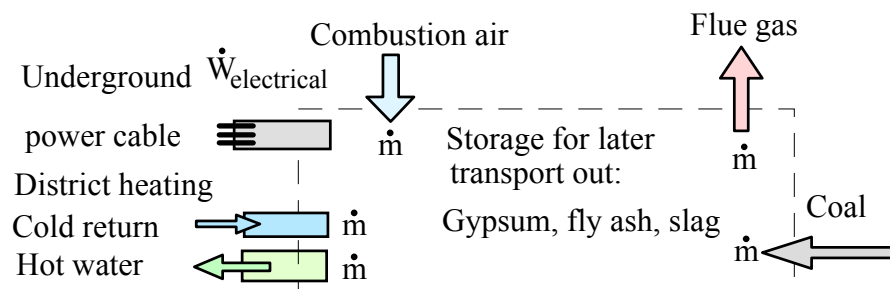 Combustion air
Flue gas
Underground
Ẇelectrical
power cable
ṁ
Storage for later
transport out:
ṁ
District heating
Gypsum, fly ash, slag
Coal
Cold return
ṁ
Hot water
ṁ
ṁ